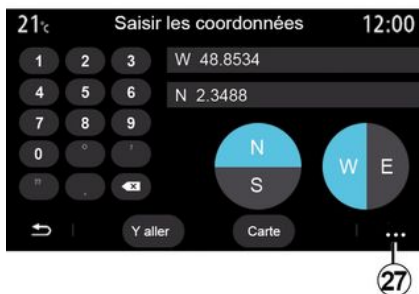 21°c Saisir les coordonnées 12:00
1 2 3 W 48.8534
4 5 6 N 2.3488
7 8 9
0 ° '
" .
N
S
W E
Y aller Carte ...
27